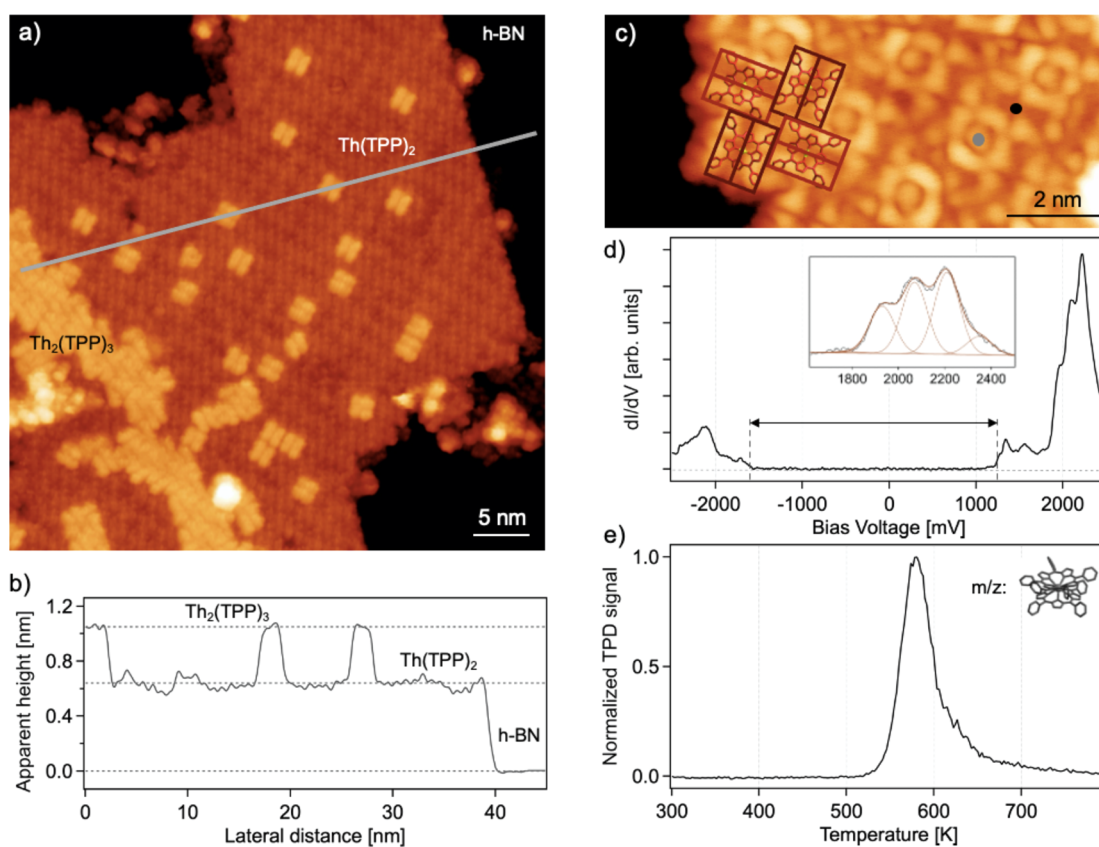 a)
h-BN
Th(TPP)₂
Th₂(TPP)₃
5 nm
b)
Apparent height [nm]
1.2
0.8
0.4
0.0
Th₂(TPP)₃
Th(TPP)₂
h-BN
0 10 20 30 40
Lateral distance [nm]
c)
2 nm
d)
dI/dV [arb. units]
1800 2000 2200 2400
-2000 -1000 0 1000 2000
Bias Voltage [mV]
e)
Normalized TPD signal
1.0
0.5
0.0
m/z:
300 400 500 600 700
Temperature [K]